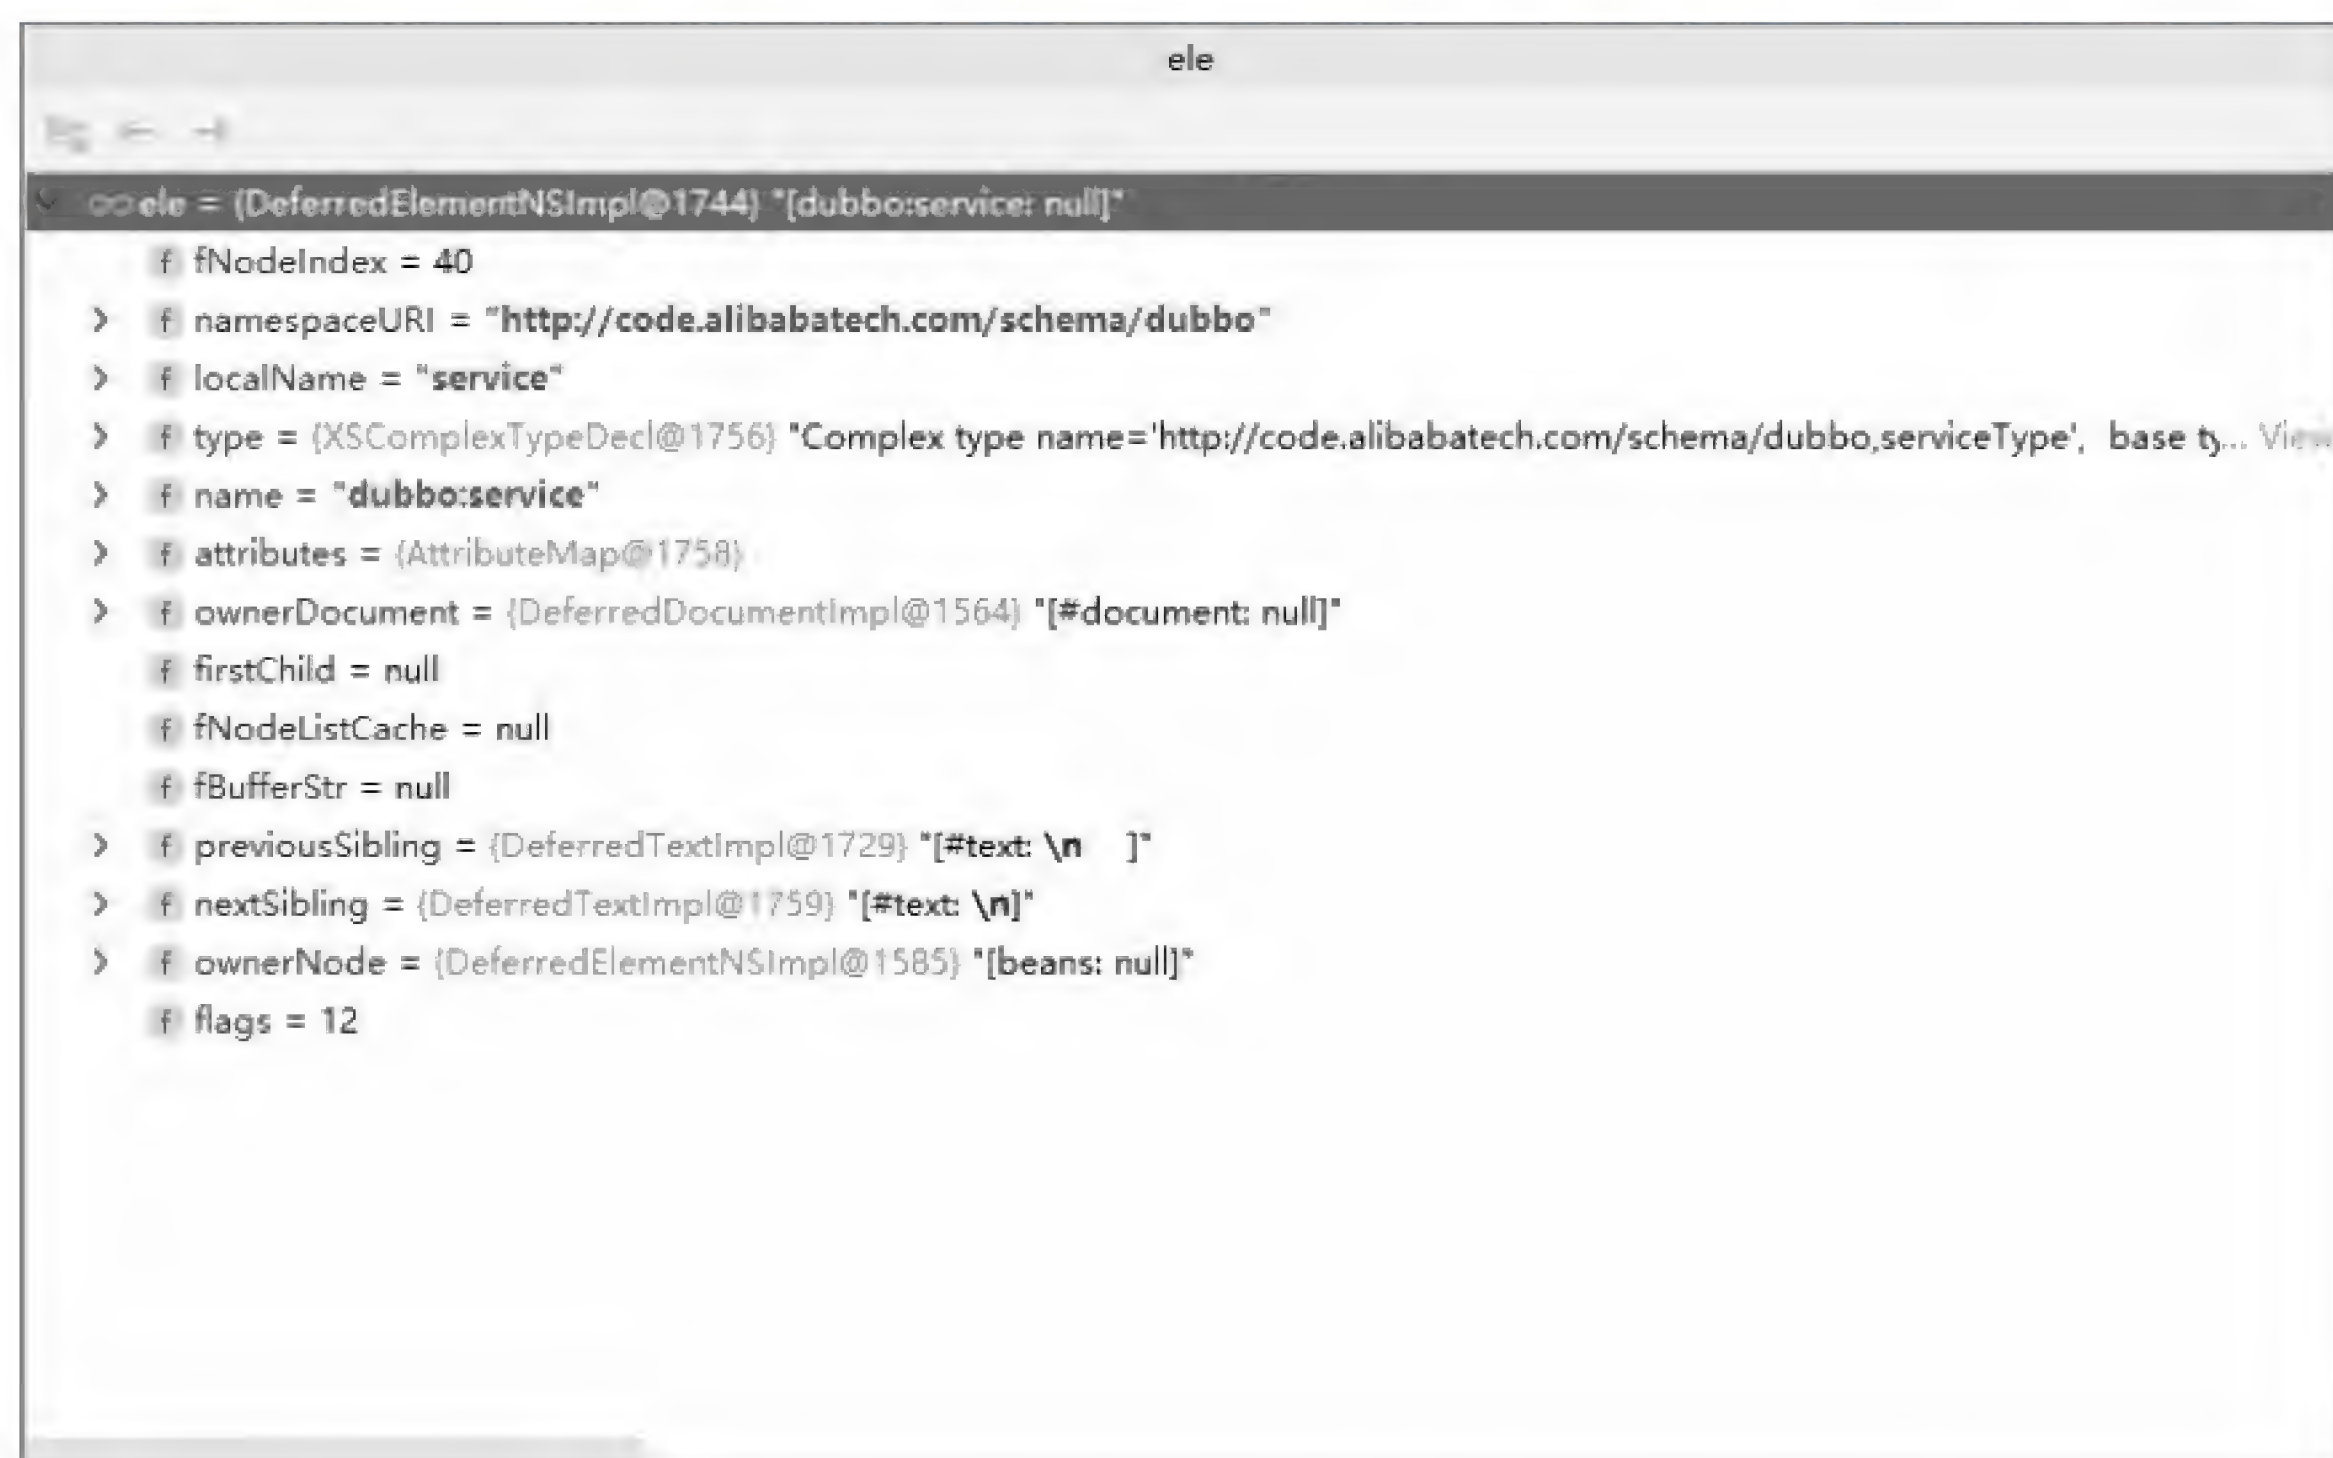 ele
ele = {DeferredElementNSImpl@1744} "[dubbo:service: null]"
f fNodeIndex = 40
f namespaceURI = "http://code.alibabatech.com/schema/dubbo"
f localName = "service"
f type = {XSComplexTypeDecl@1756} "Complex type name='http://code.alibabatech.com/schema/dubbo,serviceType',  base ty... View
f name = "dubbo:service"
f attributes = {AttributeMap@1758}
f ownerDocument = {DeferredDocumentImpl@1564} "[#document: null]"
f firstChild = null
f fNodeListCache = null
f fBufferStr = null
f previousSibling = {DeferredTextImpl@1729} "[#text: \n    ]"
f nextSibling = {DeferredTextImpl@1759} "[#text: \n]"
f ownerNode = {DeferredElementNSImpl@1585} "[beans: null]"
f flags = 12